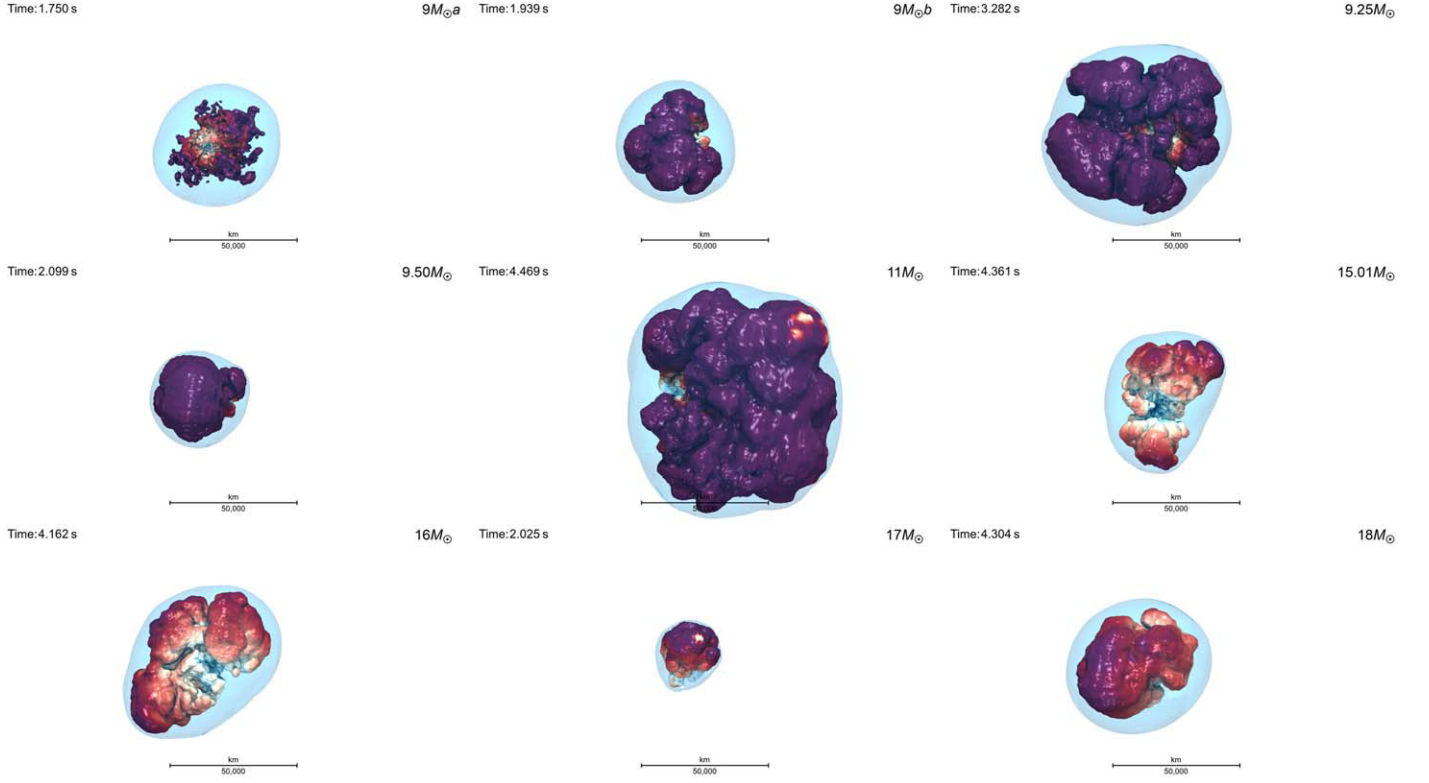 Time:1.750 s 9M☉a
km
50,000
Time:1.939 s 9M☉b
km
50,000
Time:3.282 s 9.25M☉
km
50,000
Time:2.099 s 9.50M☉
km
50,000
Time:4.469 s 11M☉
km
50,000
Time:4.361 s 15.01M☉
km
50,000
Time:4.162 s 16M☉
km
50,000
Time:2.025 s 17M☉
km
50,000
Time:4.304 s 18M☉
km
50,000